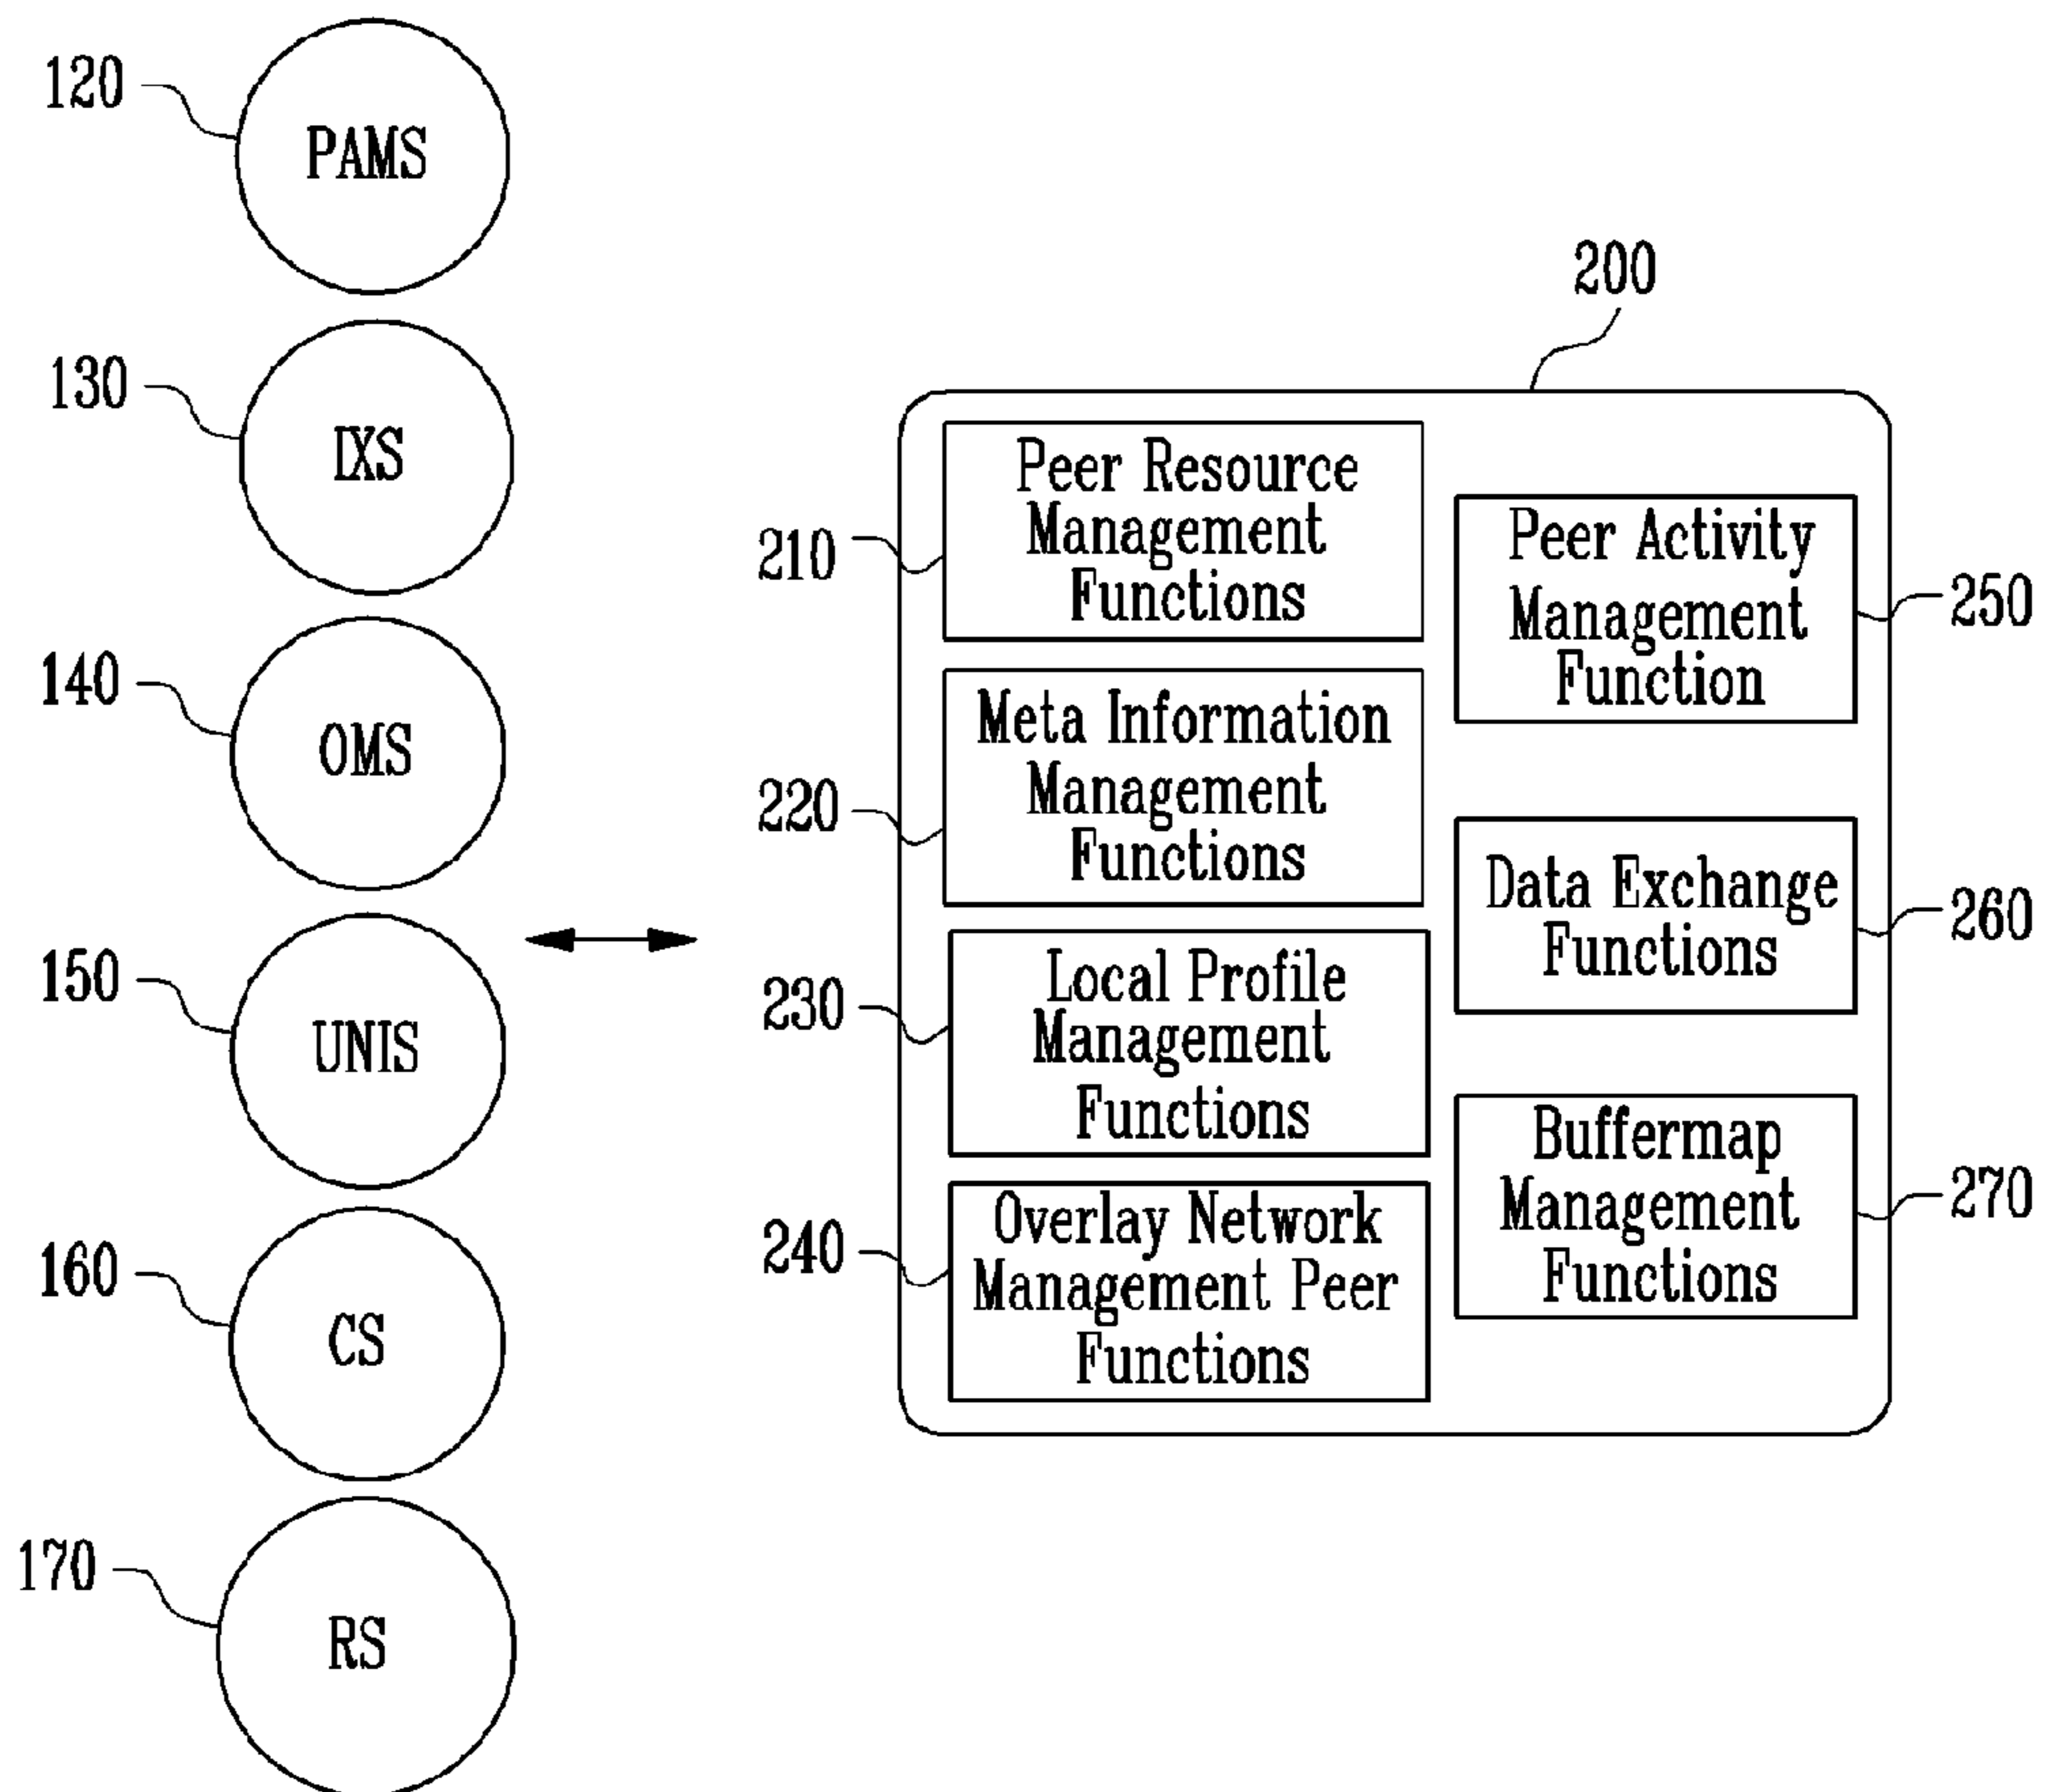 120
PAMS
130
IXS
140
OMS
150
UNIS
160
CS
170
RS
200
210
Peer Resource
Management
Functions
220
Meta Information
Management
Functions
230
Local Profile
Management
Functions
240
Overlay Network
Management Peer
Functions
Peer Activity
Management
Function
250
Data Exchange
Functions
260
Buffermap
Management
Functions
270